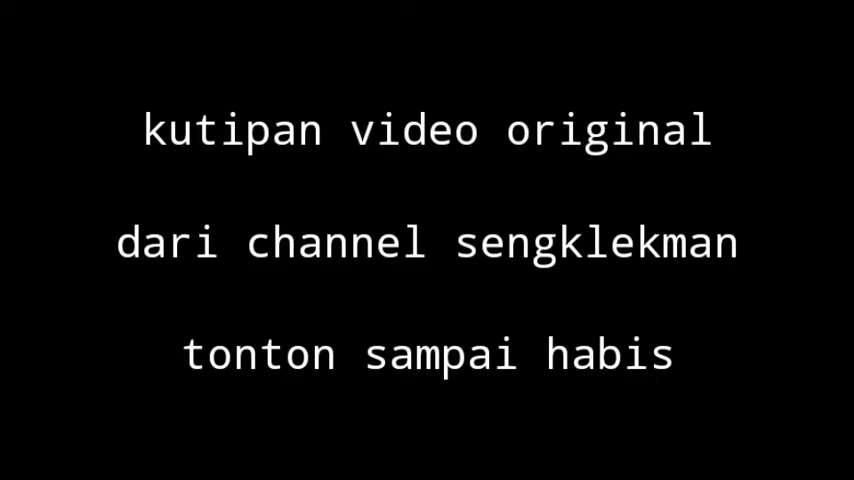 kutipan video original
dari channel sengklekman
tonton sampai habis